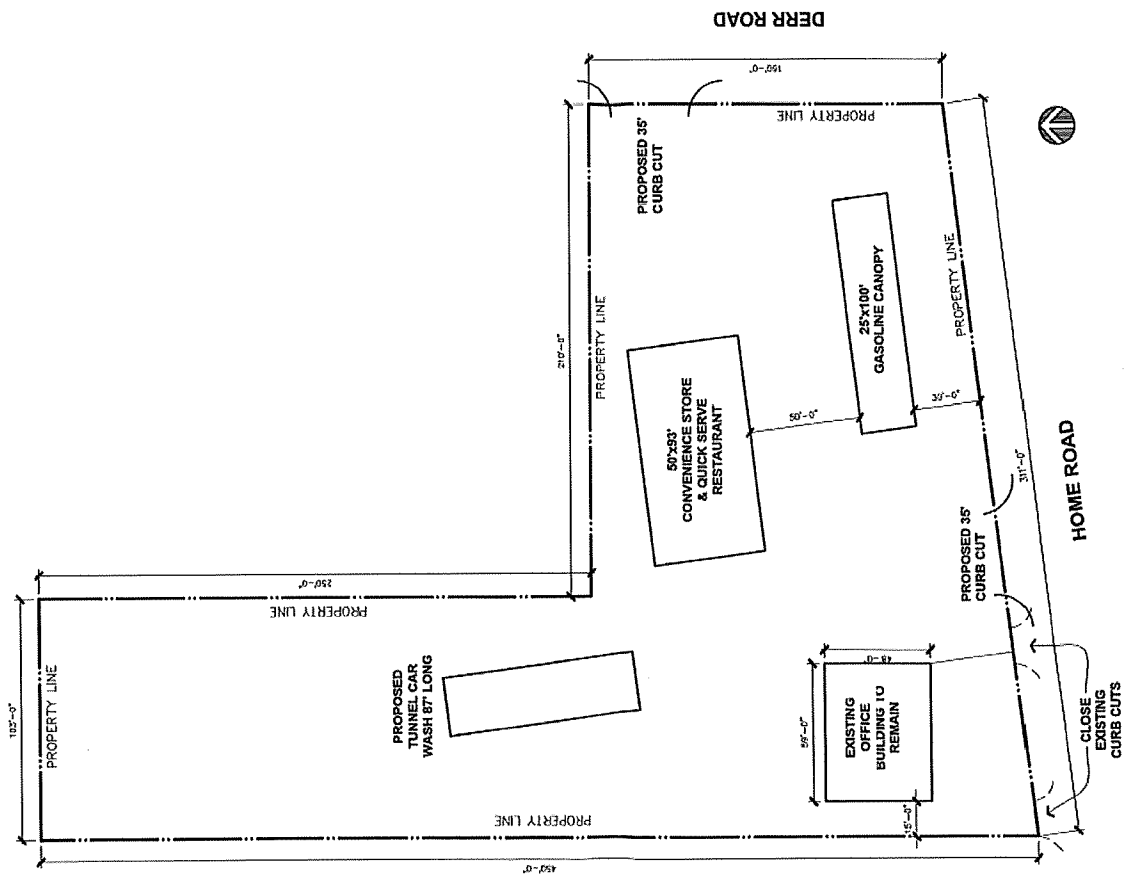 DERR ROAD
160'-0"
PROPERTY LINE
PROPOSED 35'
CURB CUT
210'-0"
PROPERTY LINE
25'x100'
GASOLINE CANOPY
PROPERTY LINE
50'x93'
CONVENIENCE STORE
& QUICK SERVE
RESTAURANT
50'-0"
30'-0"
311'-0"
HOME ROAD
PROPOSED 35'
CURB CUT
250'-0"
PROPERTY LINE
103'-0"
PROPERTY LINE
PROPOSED
TUNNEL CAR
WASH 87' LONG
48'-0"
59'-0"
EXISTING
OFFICE
BUILDING TO
REMAIN
15'-0"
CLOSE
EXISTING
CURB CUTS
PROPERTY LINE
450'-0"